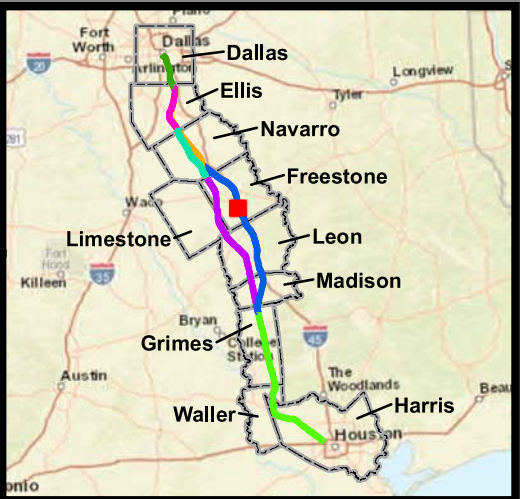 Plano
Fort
Worth
Dallas
Dallas
Arlington
20
Longview
Ellis
Tyler
281
Navarro
Freestone
Waco
Limestone
Leon
Fort
Hood
35
Killeen
Madison
Bryan
Grimes
College
Station
45
The
Woodlands
Austin
Waller
Harris
Beau
Houston
onio